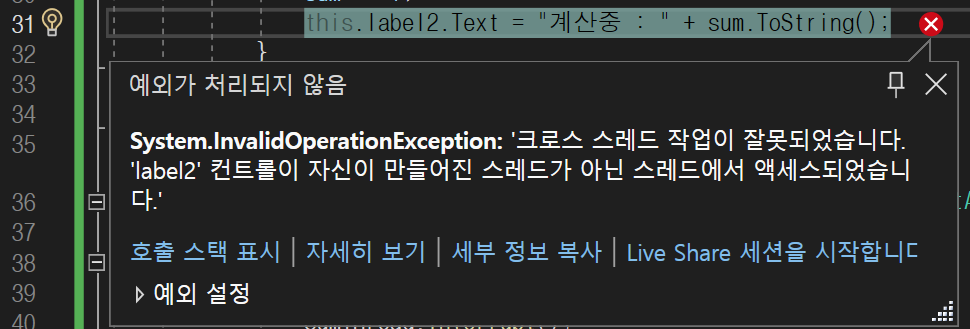 31 this.label2.Text = "계산중 : " + sum.ToString();
32 }
33 예외가 처리되지 않음
34
System.InvalidOperationException: '크로스 스레드 작업이 잘못되었습니다.
35 'label2' 컨트롤이 자신이 만들어진 스레드가 아닌 스레드에서 액세스되었습니
다.'
36
37
호출 스택 표시 | 자세히 보기 | 세부 정보 복사 | Live Share 세션을 시작합니다
38
39 예외 설정
40